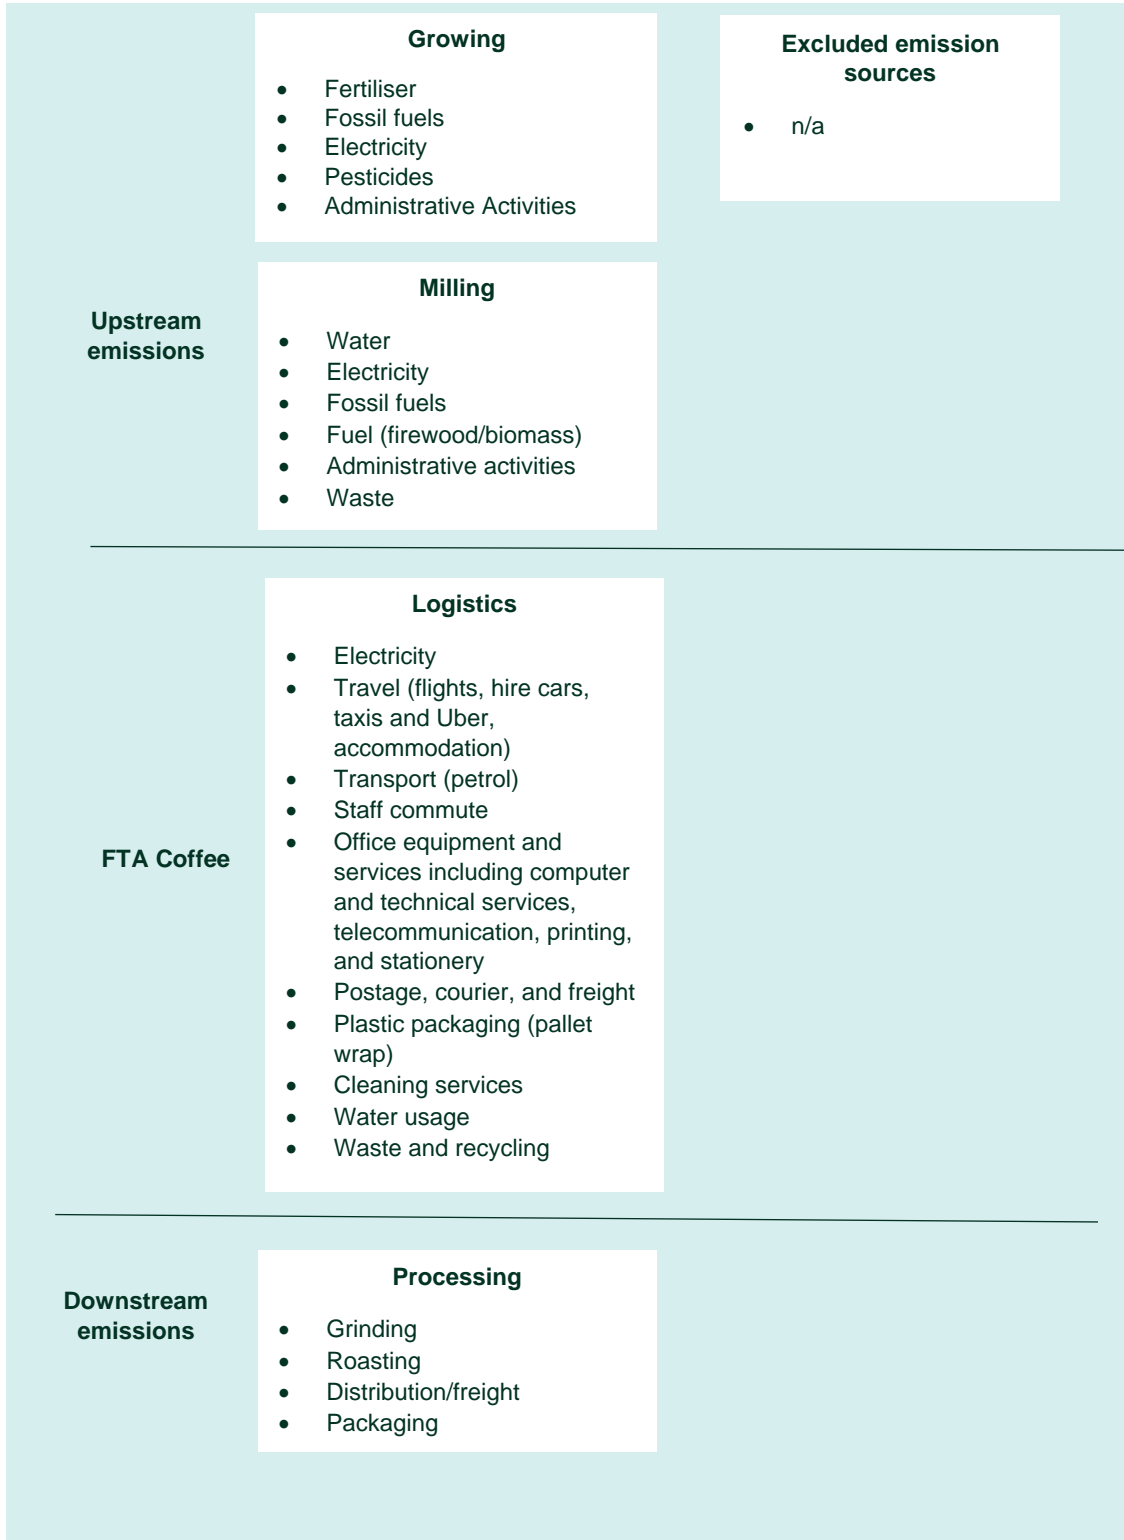 Growing
• Fertiliser
• Fossil fuels
• Electricity
• Pesticides
• Administrative Activities
Excluded emission
sources
• n/a
Upstream
emissions
Milling
• Water
• Electricity
• Fossil fuels
• Fuel (firewood/biomass)
• Administrative activities
• Waste
FTA Coffee
Logistics
• Electricity
• Travel (flights, hire cars,
taxis and Uber,
accommodation)
• Transport (petrol)
• Staff commute
• Office equipment and
services including computer
and technical services,
telecommunication, printing,
and stationery
• Postage, courier, and freight
• Plastic packaging (pallet
wrap)
• Cleaning services
• Water usage
• Waste and recycling
Downstream
emissions
Processing
• Grinding
• Roasting
• Distribution/freight
• Packaging